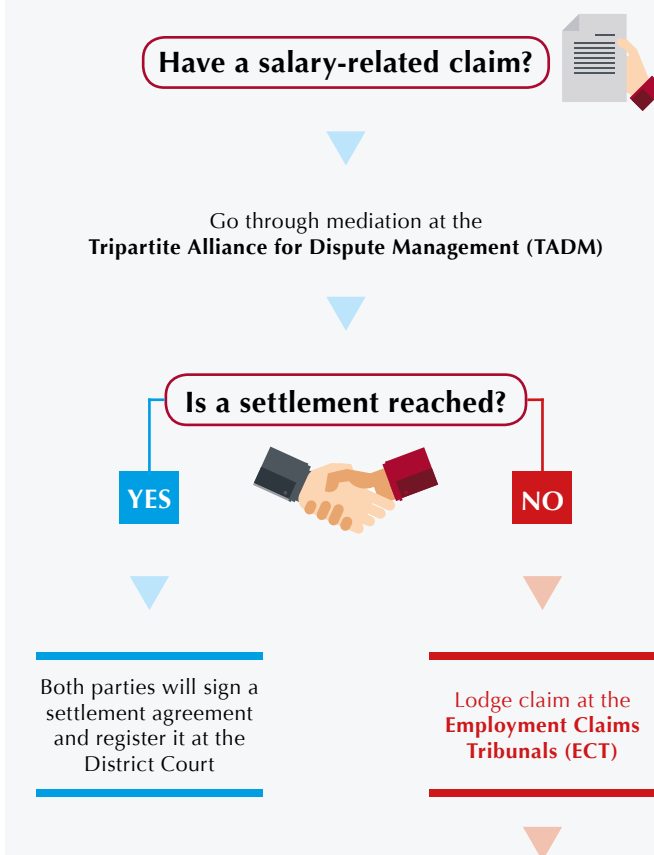 Have a salary-related claim?
Go through mediation at the
Tripartite Alliance for Dispute Management (TADM)
Is a settlement reached?
YES
NO
Both parties will sign a
settlement agreement
and register it at the
District Court
Lodge claim at the
Employment Claims
Tribunals (ECT)